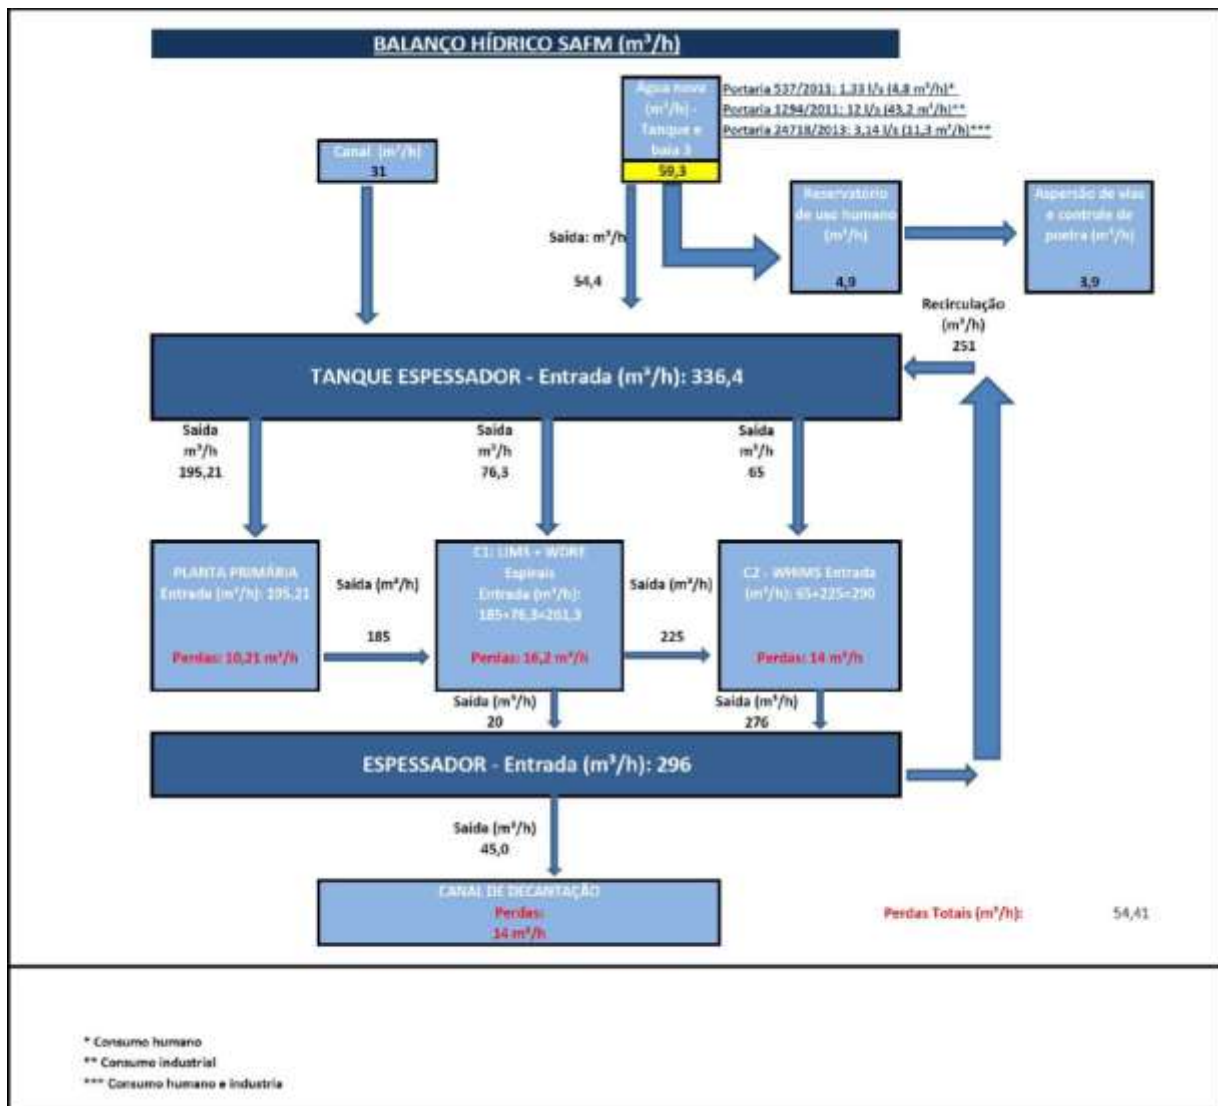 BALANÇO HÍDRICO SAFM (m³/h)
Água nova
(m³/h) -
Tanque e
baia 3
59,3
Portaria 537/2011: 1,33 l/s (4,8 m³/h)*
Portaria 1294/2011: 12 l/s (43,2 m³/h)**
Portaria 24718/2013: 3,14 l/s (11,3 m³/h)***
Canal (m³/h)
31
Saída: m³/h
54,4
Reservatório
de uso humano
(m³/h)
4,9
Aspersão de vias
e controle de
poeira (m³/h)
3,9
Recirculação
(m³/h)
251
TANQUE ESPESSADOR - Entrada (m³/h): 336,4
Saída
m³/h
195,21
Saída
m³/h
76,3
Saída
m³/h
65
PLANTA PRIMÁRIA
Entrada (m³/h): 195,21
Perdas: 10,21 m³/h
Saída (m³/h)
185
C1: LIMS + WDRE
Espirais
Entrada (m³/h):
185+76,3=261,3
Perdas: 16,2 m³/h
Saída (m³/h)
225
C2 - WHIMS Entrada
(m³/h): 65+225=290
Perdas: 14 m³/h
Saída (m³/h)
20
Saída (m³/h)
276
ESPESSADOR - Entrada (m³/h): 296
Saída (m³/h)
45,0
CANAL DE DECANTAÇÃO
Perdas:
14 m³/h
Perdas Totais (m³/h): 54,41
* Consumo humano
** Consumo industrial
*** Consumo humano e industria